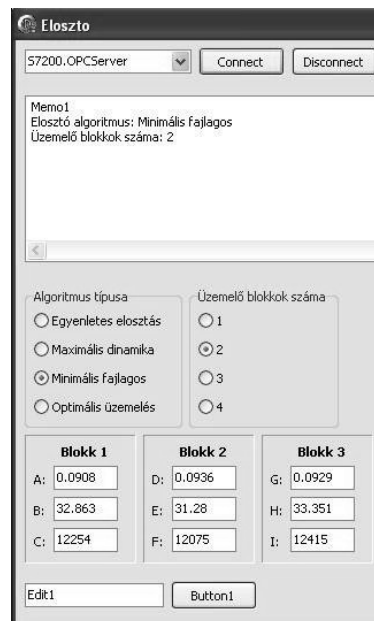 Eloszto
S7200.OPCServer Connect Disconnect
Memo1
Elosztó algoritmus: Minimális fajlagos
Üzemelő blokkok száma: 2
Algoritmus típusa
Egyenletes elosztás
Maximális dinamika
Minimális fajlagos
Optimális üzemelés
Üzemelő blokkok száma
1
2
3
4
Blokk 1
A: 0.0908
B: 32.863
C: 12254
Blokk 2
D: 0.0936
E: 31.28
F: 12075
Blokk 3
G: 0.0929
H: 33.351
I: 12415
Edit1 Button1